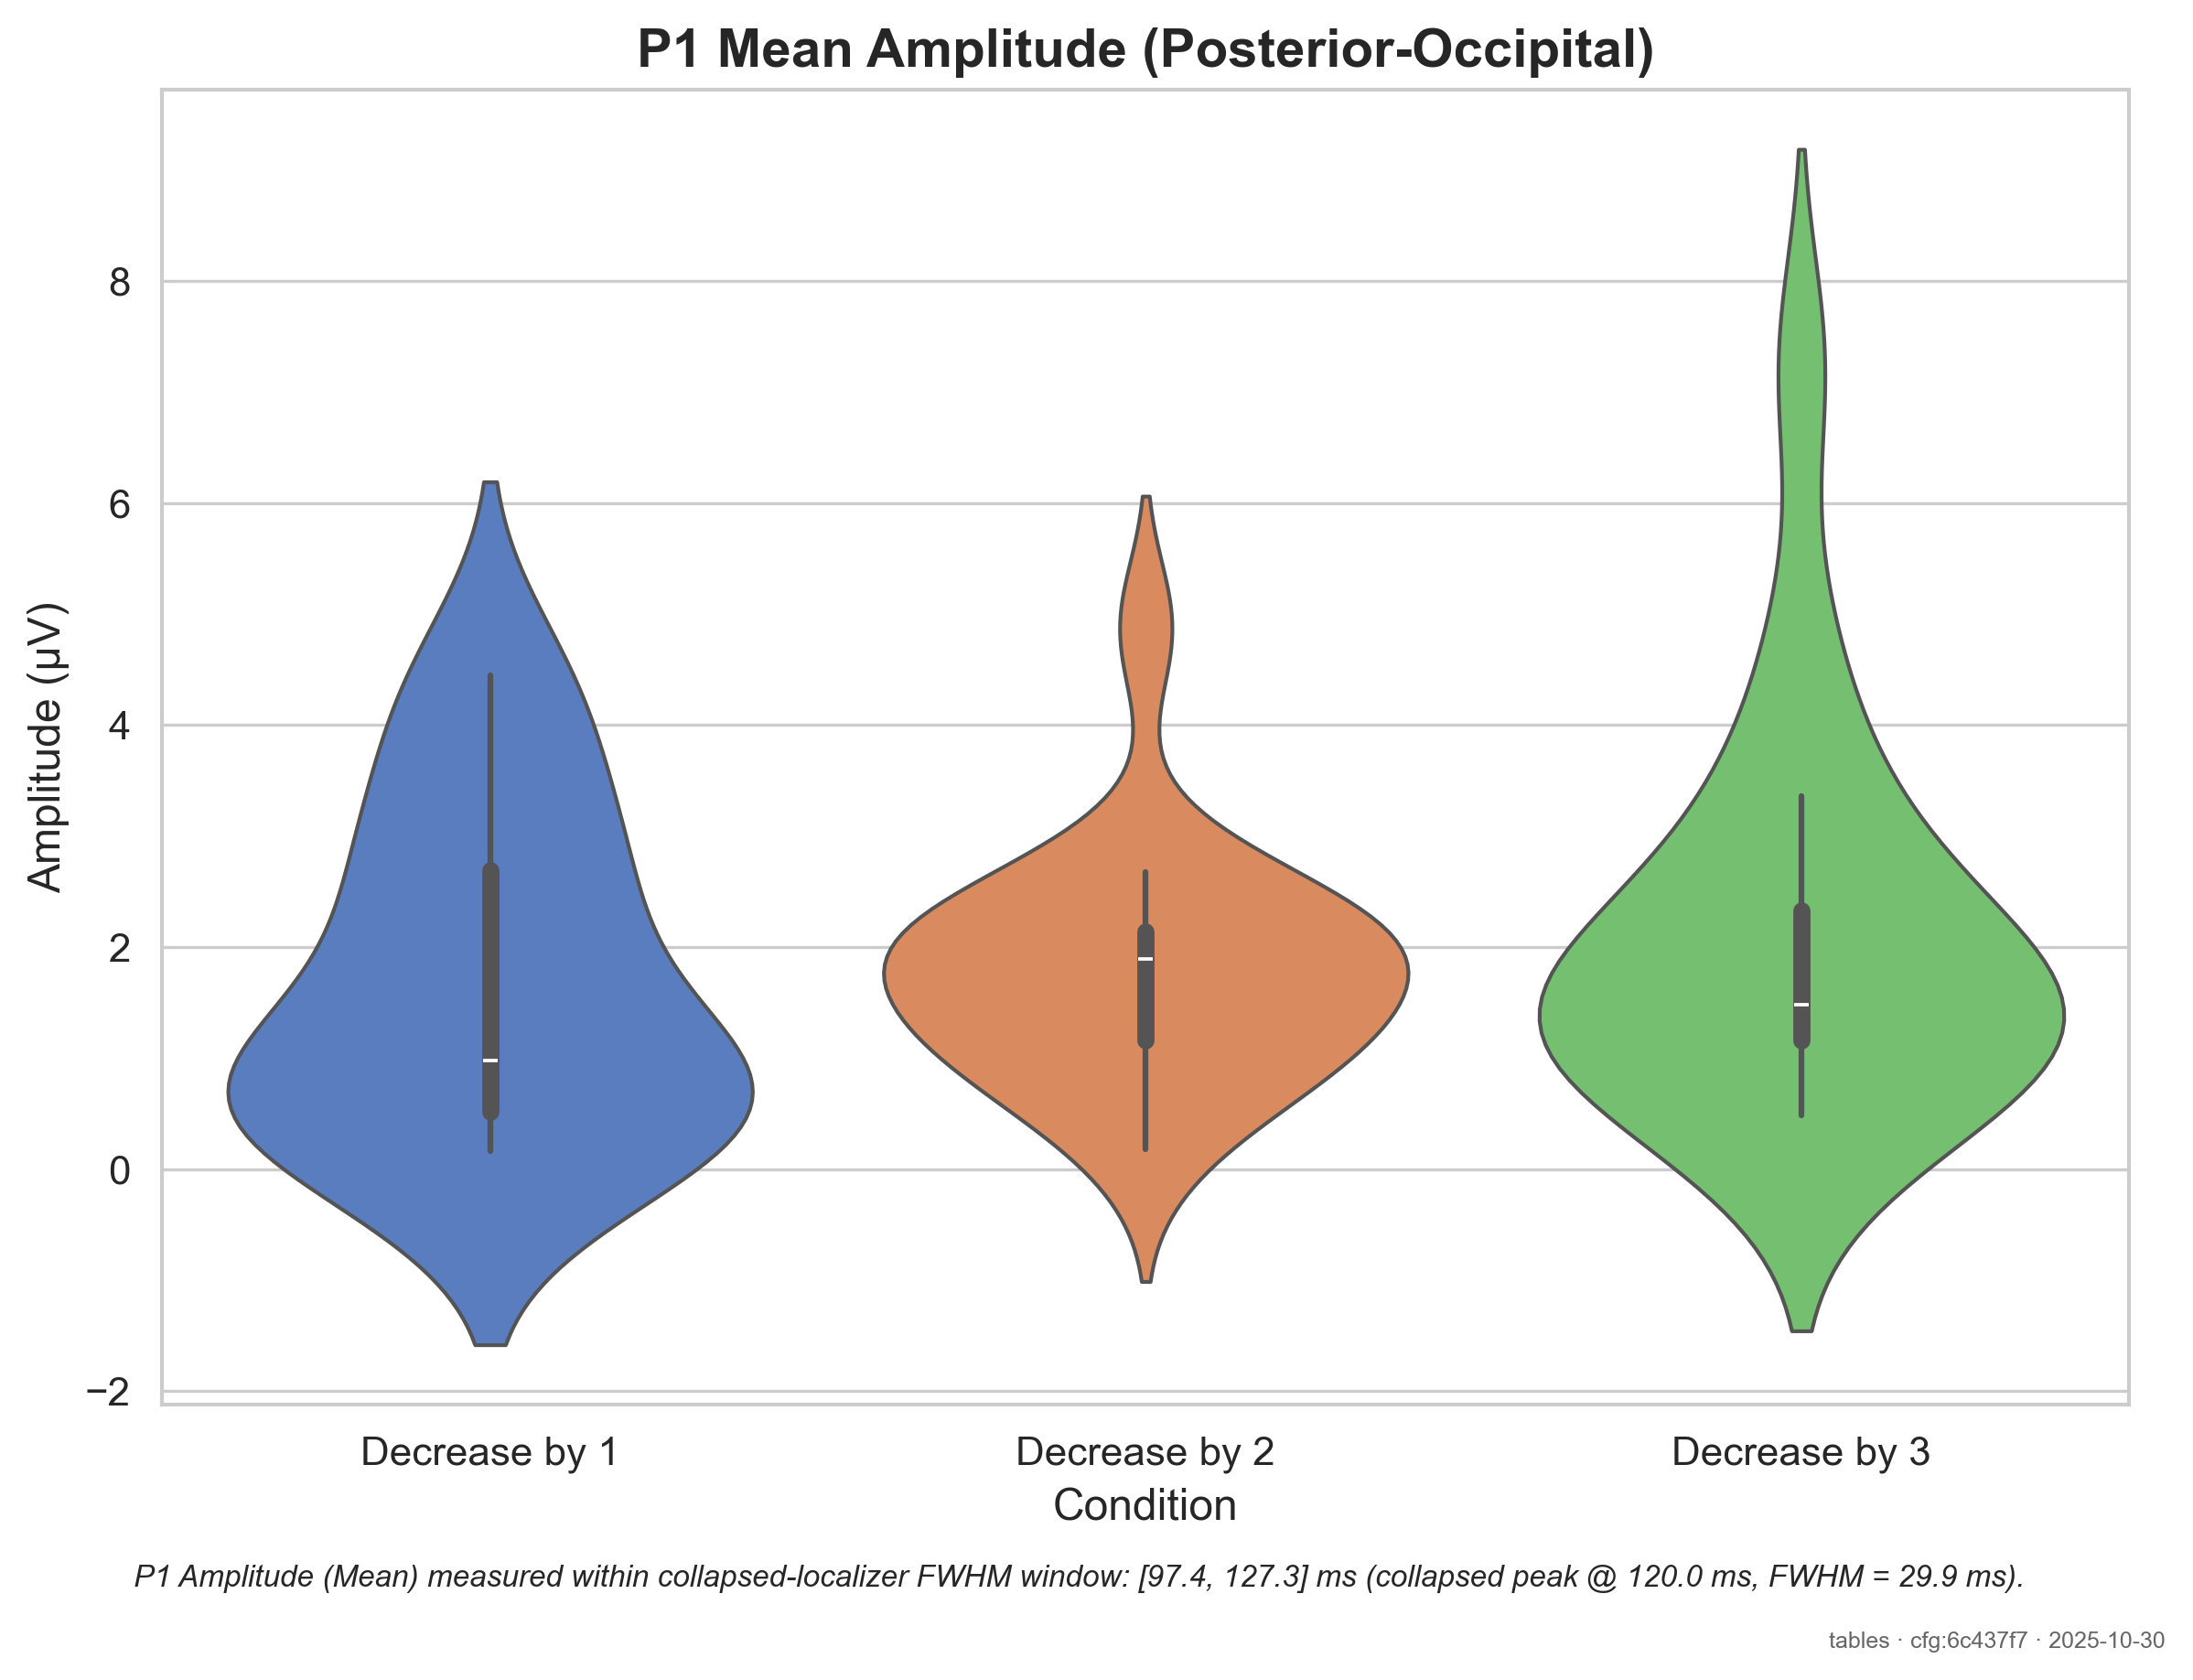 P1 Mean Amplitude (Posterior-Occipital)
Amplitude (µV)
8
6
4
2
0
−2
Decrease by 1
Decrease by 2
Decrease by 3
Condition
P1 Amplitude (Mean) measured within collapsed-localizer FWHM window: [97.4, 127.3] ms (collapsed peak @ 120.0 ms, FWHM = 29.9 ms).
tables · cfg:6c437f7 · 2025-10-30